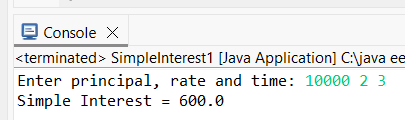 Console
<terminated> SimpleInterest1 [Java Application] C:\java ee
Enter principal, rate and time: 10000 2 3
Simple Interest = 600.0